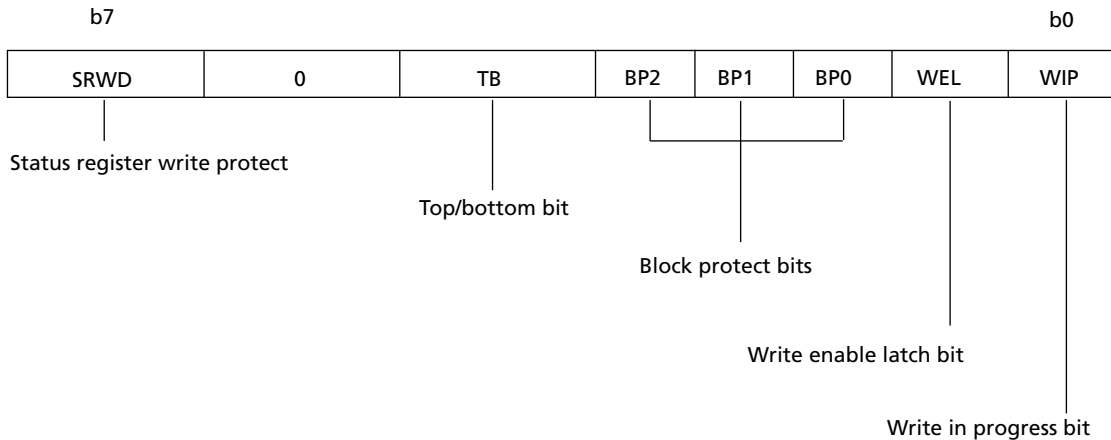 b7 b0
SRWD 0 TB BP2 BP1 BP0 WEL WIP
Status register write protect
Top/bottom bit
Block protect bits
Write enable latch bit
Write in progress bit